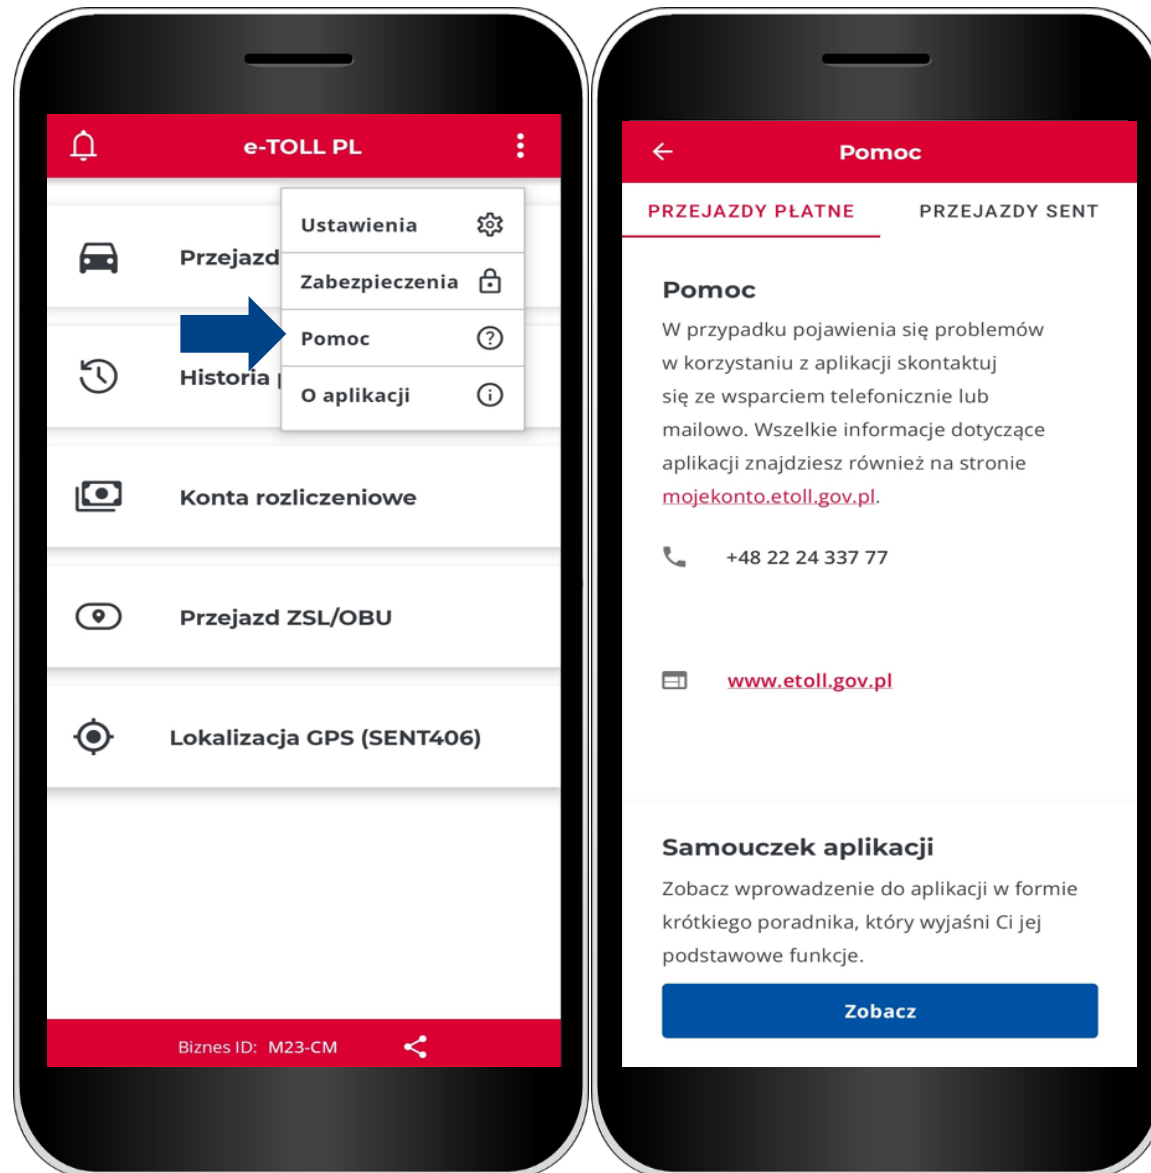 e-TOLL PL
Ustawienia
Przejazd
Zabezpieczenia
Pomoc
Historia
O aplikacji
Konta rozliczeniowe
Przejazd ZSL/OBU
Lokalizacja GPS (SENT406)
Biznes ID: M23-CM
Pomoc
PRZEJAZDY PŁATNE PRZEJAZDY SENT
Pomoc
W przypadku pojawienia się problemów
w korzystaniu z aplikacji skontaktuj
się ze wsparciem telefonicznie lub
mailowo. Wszelkie informacje dotyczące
aplikacji znajdziesz również na stronie
mojekonto.etoll.gov.pl.
+48 22 24 337 77
www.etoll.gov.pl
Samouczek aplikacji
Zobacz wprowadzenie do aplikacji w formie
krótkiego poradnika, który wyjaśni Ci jej
podstawowe funkcje.
Zobacz